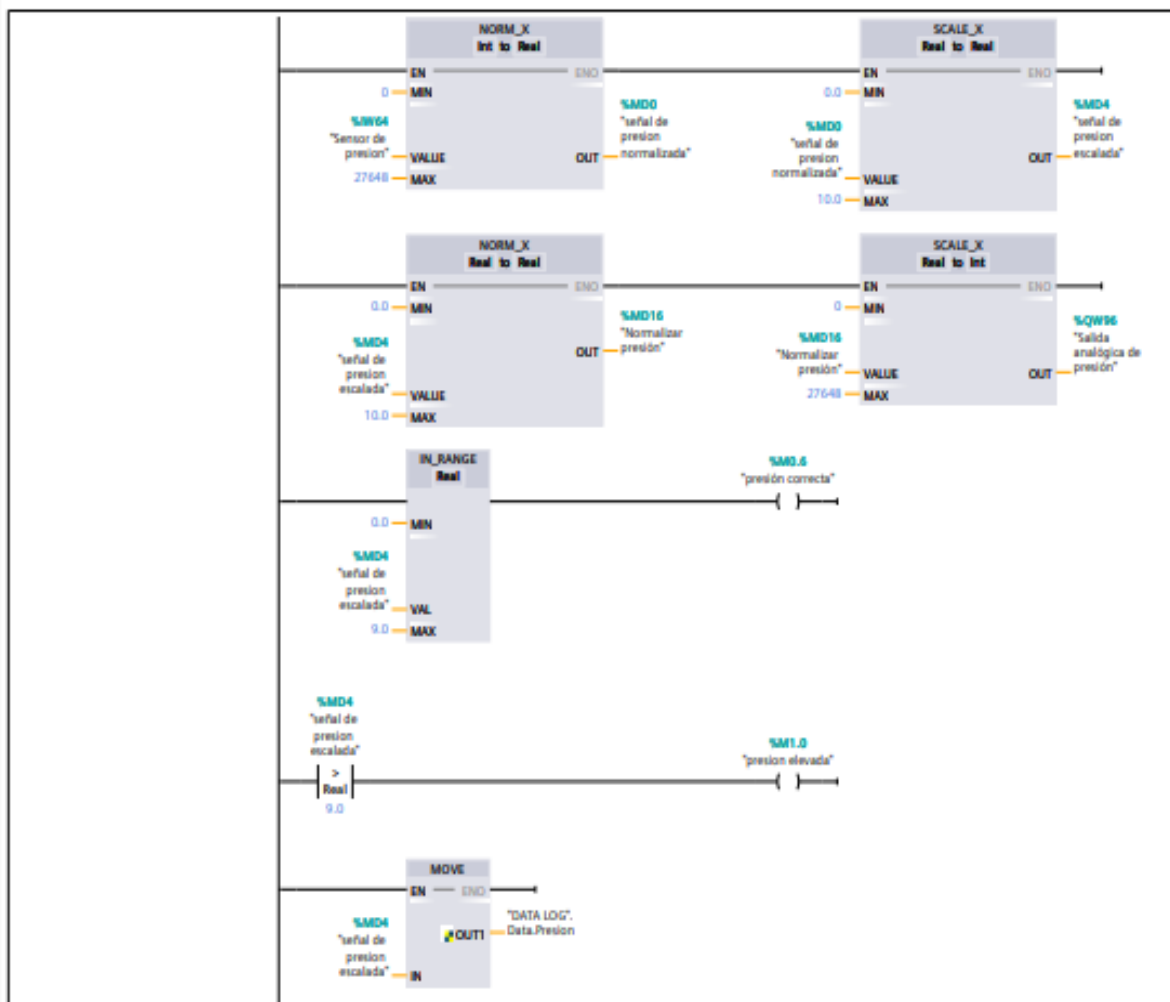 NORM_X
Int to Real
EN
ENO
0
MIN
%IW64
"Sensor de
presion"
VALUE
27648
MAX
OUT
%MD0
"señal de
presion
normalizada"
SCALE_X
Real to Real
EN
ENO
0.0
MIN
%MD0
"señal de
presion
normalizada"
VALUE
10.0
MAX
OUT
%MD4
"señal de
presion
escalada"
NORM_X
Real to Real
EN
ENO
0.0
MIN
%MD4
"señal de
presion
escalada"
VALUE
10.0
MAX
OUT
%MD16
"Normalizar
presión"
SCALE_X
Real to Int
EN
ENO
0
MIN
%MD16
"Normalizar
presión"
VALUE
27648
MAX
OUT
%QW96
"Salida
analógica de
presión"
IN_RANGE
Real
0.0
MIN
%MD4
"señal de
presion
escalada"
VAL
9.0
MAX
%M0.6
"presión correcta"
( )
%MD4
"señal de
presion
escalada"
>
Real
9.0
%M1.0
"presion elevada"
( )
MOVE
EN
ENO
%MD4
"señal de
presion
escalada"
IN
OUT1
"DATA LOG".
Data.Presion